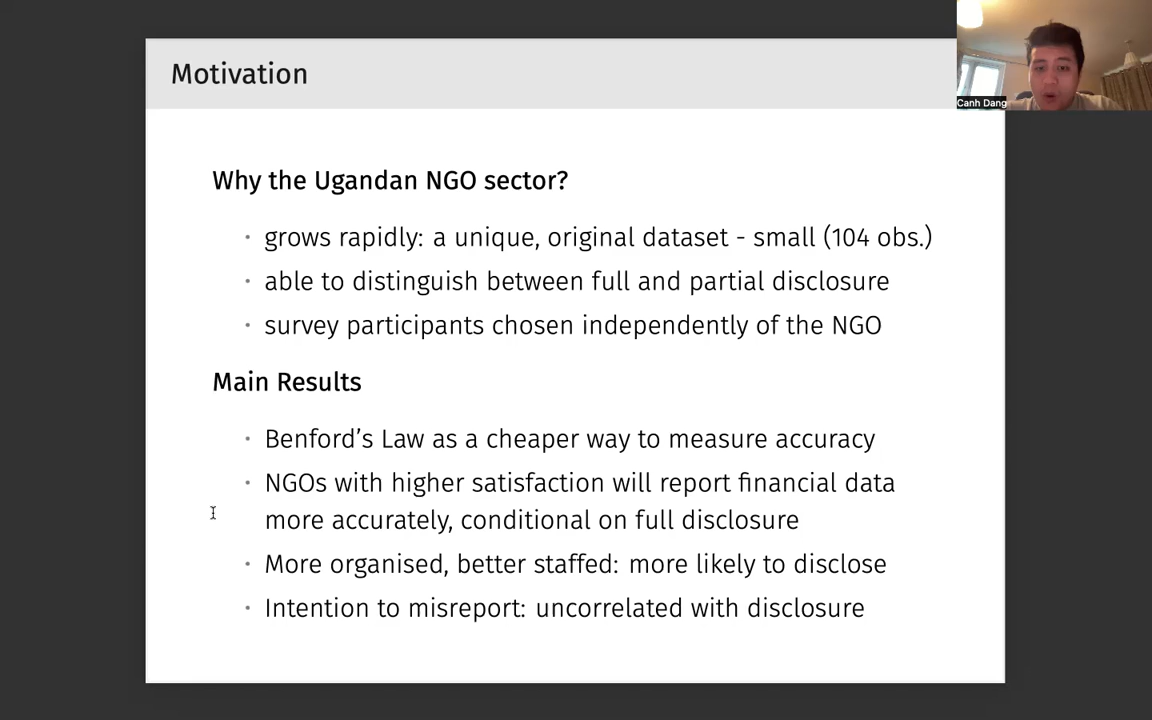 Motivation
Canh Dang
Why the Ugandan NGO sector?
· grows rapidly: a unique, original dataset - small (104 obs.)
· able to distinguish between full and partial disclosure
· survey participants chosen independently of the NGO
Main Results
· Benford’s Law as a cheaper way to measure accuracy
· NGOs with higher satisfaction will report financial data
more accurately, conditional on full disclosure
· More organised, better staffed: more likely to disclose
· Intention to misreport: uncorrelated with disclosure